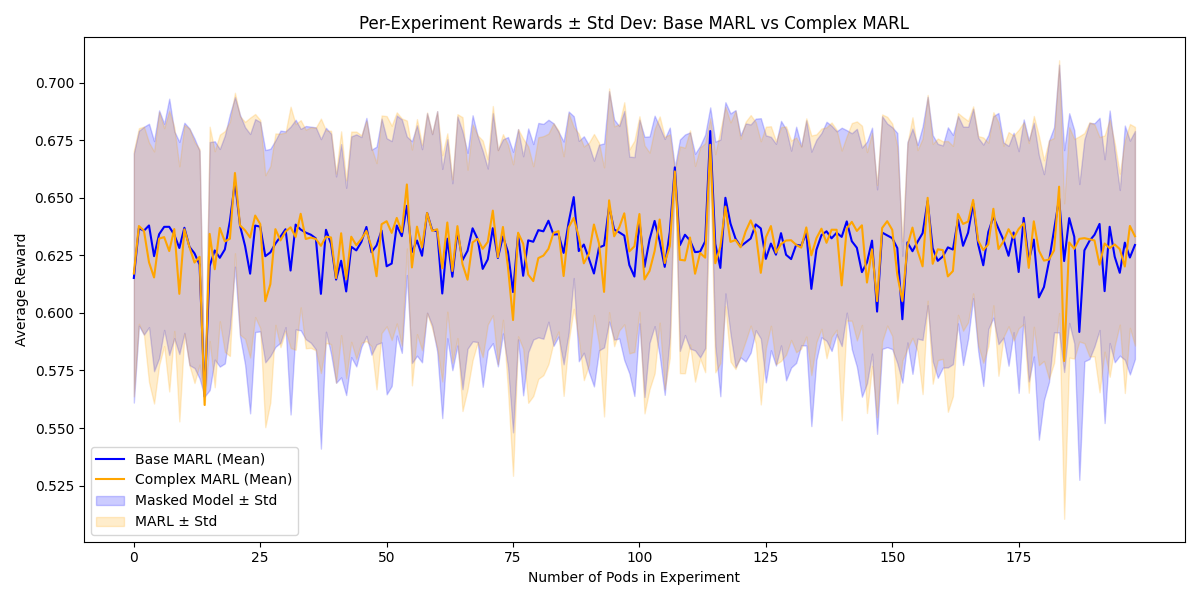 Per-Experiment Rewards ± Std Dev: Base MARL vs Complex MARL
Average Reward
0.700
0.675
0.650
0.625
0.600
0.575
0.550
0.525
Base MARL (Mean)
Complex MARL (Mean)
Masked Model ± Std
MARL ± Std
0 25 50 75 100 125 150 175
Number of Pods in Experiment